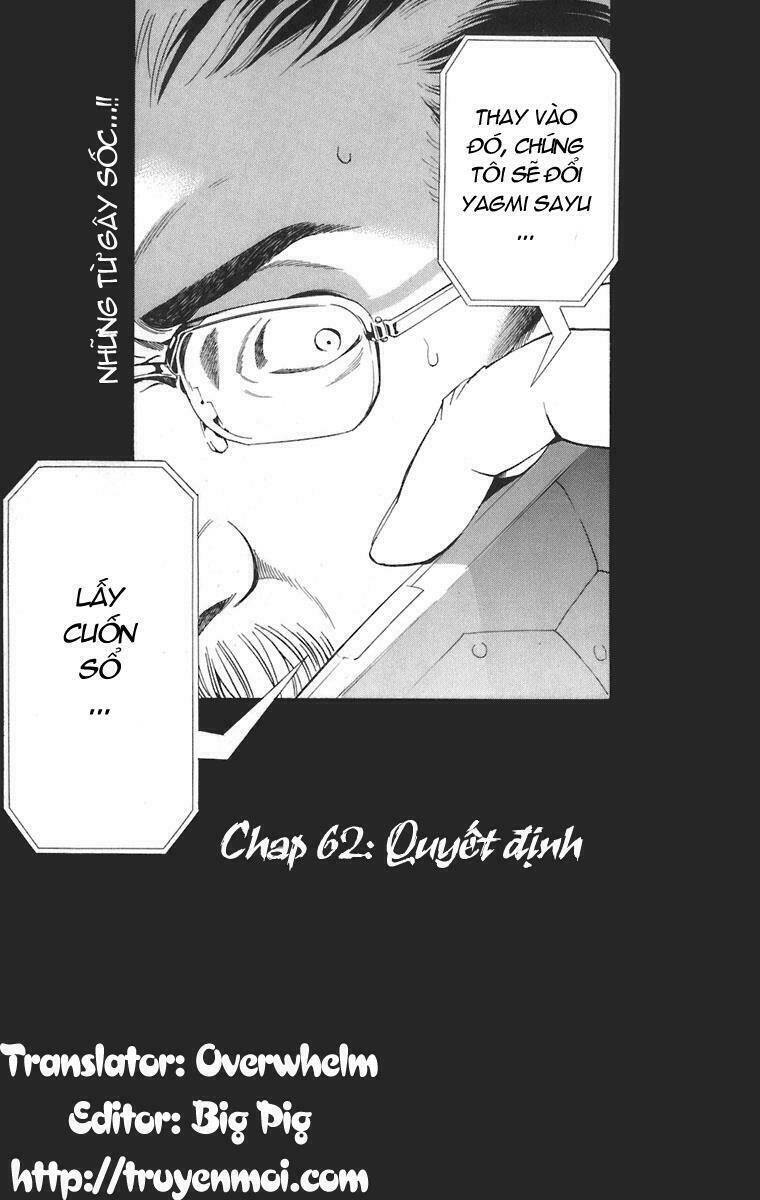 THAY VÀO
ĐÓ, CHÚNG
TÔI SẼ ĐỔI
YAGMI SAYU
...
NHŨNG TỪ GÂY SỐC...!!
LẤY
CUỐN
SỔ
...
Chap 62: Quyết định
Translator: Overwhelm
Editor: Big Pig
http://truyenmoi.com